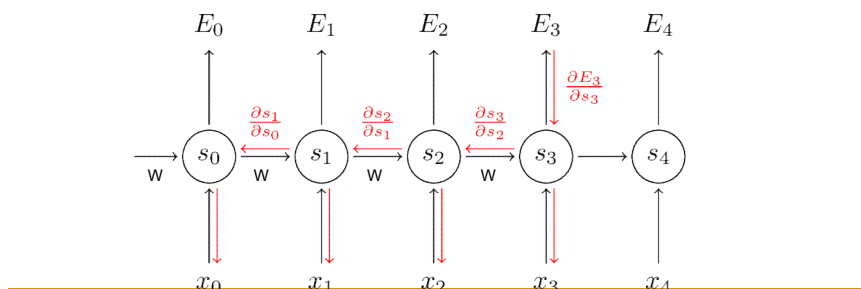 E₀ E₁ E₂ E₃ E₄
∂E₃/∂s₃
∂s₁/∂s₀ ∂s₂/∂s₁ ∂s₃/∂s₂
s₀ s₁ s₂ s₃ s₄
w w w w
x₀ x₁ x₂ x₃ x₄